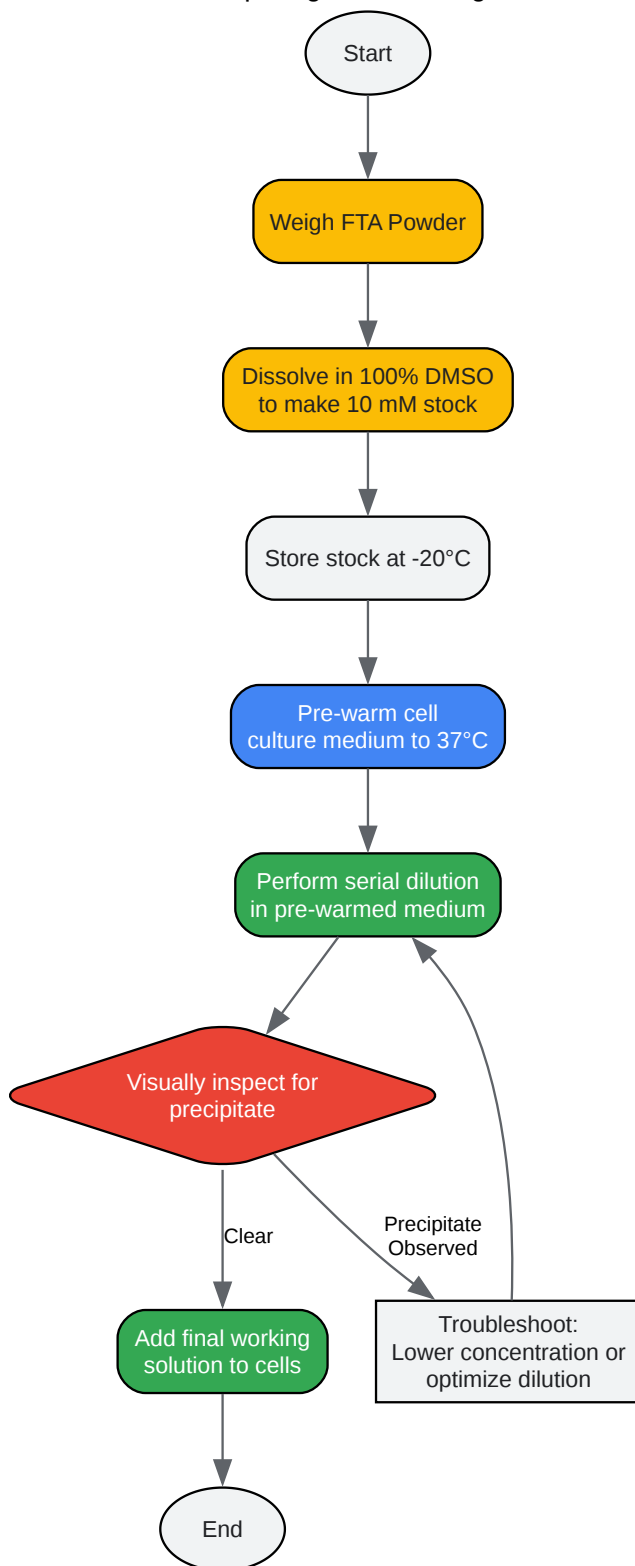 Start
Weigh FTA Powder
Dissolve in 100% DMSO
to make 10 mM stock
Store stock at -20°C
Pre-warm cell
culture medium to 37°C
Perform serial dilution
in pre-warmed medium
Visually inspect for
precipitate
Clear
Precipitate
Observed
Add final working
solution to cells
Troubleshoot:
Lower concentration or
optimize dilution
End